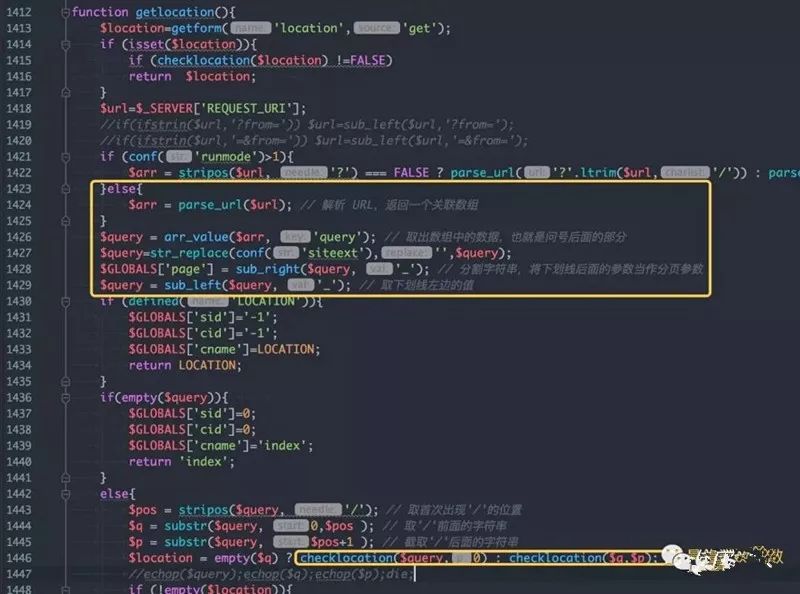 1412 function getlocation(){
1413 $location=getform( name: 'location', source: 'get');
1414 if (isset($location)){
1415 if (checklocation($location) !=FALSE)
1416 return $location;
1417 }
1418 $url=$_SERVER['REQUEST_URI'];
1419 //if(ifstrin($url,'?from=')) $url=sub_left($url,'?from=');
1420 //if(ifstrin($url,'=&from=')) $url=sub_left($url,'=&from=');
1421 if (conf( str: 'runmode')>1){
1422 $arr = stripos($url, needle: '?') === FALSE ? parse_url( url: '?'.ltrim($url, charlist: '/')) : parse
1423 }else{
1424 $arr = parse_url($url); // 解析 URL, 返回一个关联数组
1425 }
1426 $query = arr_value($arr, key: 'query'); // 取出数组中的数据, 也就是问号后面的部分
1427 $query=str_replace(conf( str: 'siteext'), replace: '',$query);
1428 $GLOBALS['page'] = sub_right($query, val: '_'); // 分割字符串, 将下划线后面的参数当作分页参数
1429 $query = sub_left($query, val: '_'); // 取下划线左边的值
1430 if (defined( name: 'LOCATION')){
1431 $GLOBALS['sid']='-1';
1432 $GLOBALS['cid']='-1';
1433 $GLOBALS['cname']=LOCATION;
1434 return LOCATION;
1435 }
1436 if(empty($query)){
1437 $GLOBALS['sid']=0;
1438 $GLOBALS['cid']=0;
1439 $GLOBALS['cname']='index';
1440 return 'index';
1441 }
1442 else{
1443 $pos = stripos($query, needle: '/'); // 取首次出现'/'的位置
1444 $q = substr($query, start: 0,$pos ); // 取'/'前面的字符串
1445 $p = substr($query, start: $pos+1 ); // 截取'/'后面的字符串
1446 $location = empty($q) ? checklocation($query, p: 0) : checklocation($q,$p);
1447 //echop($query);echop($q);echop($p);die;
1448 if (!empty($location)){